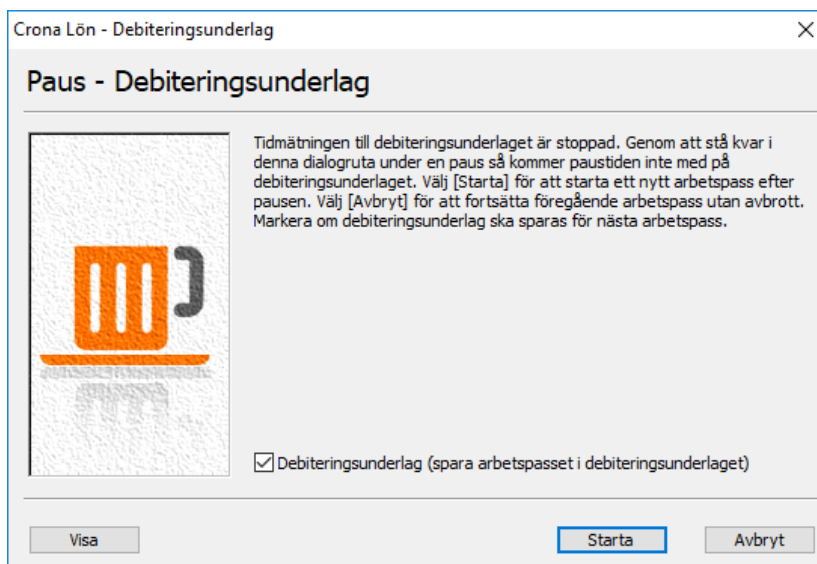 Crona Lön - Debiteringsunderlag
Paus - Debiteringsunderlag
Tidmätningen till debiteringsunderlaget är stoppad. Genom att stå kvar i
denna dialogruta under en paus så kommer paustiden inte med på
debiteringsunderlaget. Välj [Starta] för att starta ett nytt arbetspass efter
pausen. Välj [Avbryt] för att fortsätta föregående arbetspass utan avbrott.
Markera om debiteringsunderlag ska sparas för nästa arbetspass.
Debiteringsunderlag (spara arbetspasset i debiteringsunderlaget)
Visa
Starta
Avbryt